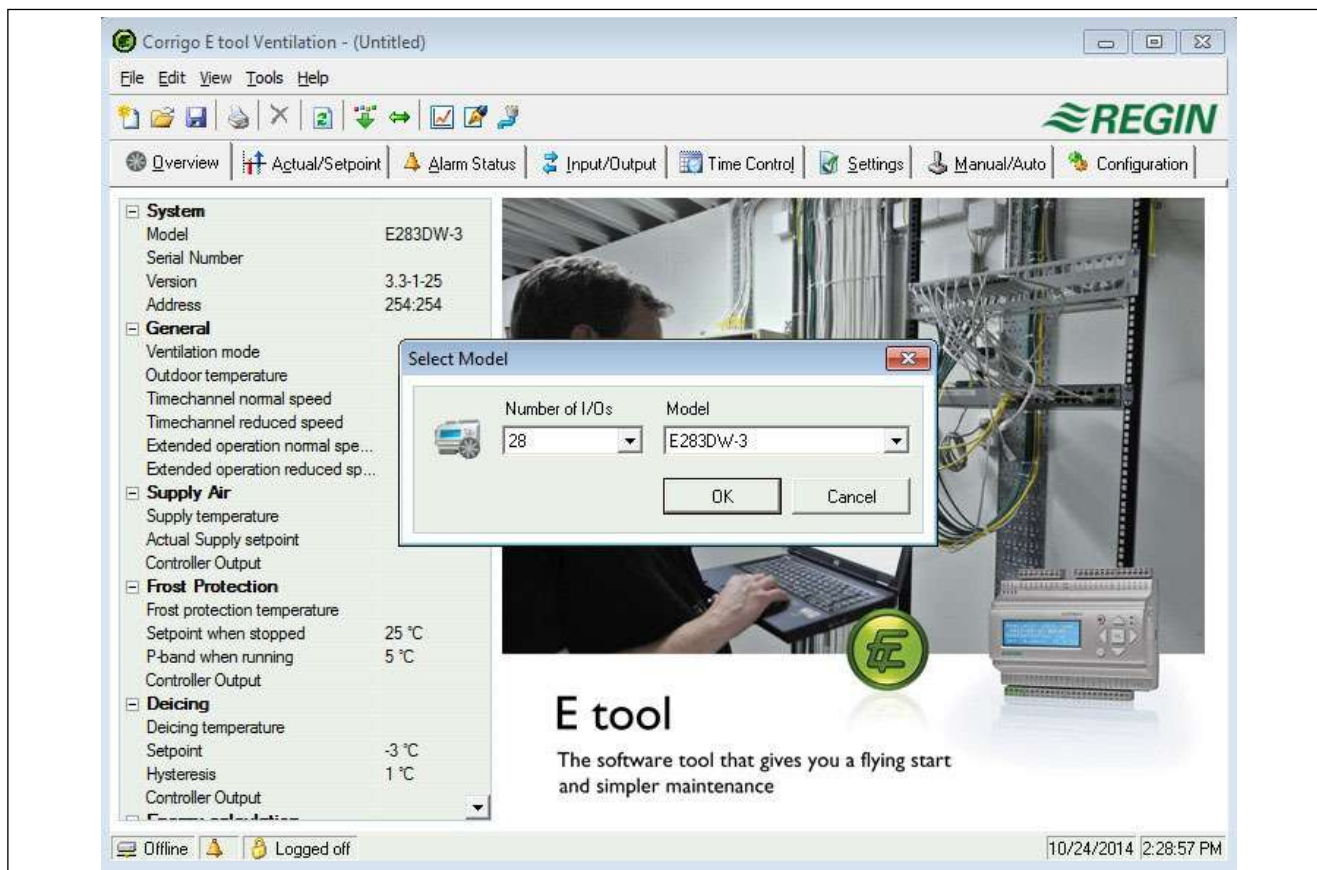 Corrigo E tool Ventilation - (Untitled)
File Edit View Tools Help
REGIN
Overview Actual/Setpoint Alarm Status Input/Output Time Control Settings Manual/Auto Configuration
System
Model E283DW-3
Serial Number
Version 3.3-1-25
Address 254:254
General
Ventilation mode
Outdoor temperature
Timechannel normal speed
Timechannel reduced speed
Extended operation normal spe...
Extended operation reduced sp...
Supply Air
Supply temperature
Actual Supply setpoint
Controller Output
Frost Protection
Frost protection temperature
Setpoint when stopped 25 °C
P-band when running 5 °C
Controller Output
Deicing
Deicing temperature
Setpoint -3 °C
Hysteresis 1 °C
Controller Output
Select Model
Number of I/Os Model
28 E283DW-3
OK Cancel
E tool
The software tool that gives you a flying start
and simpler maintenance
Offline Logged off 10/24/2014 2:28:57 PM